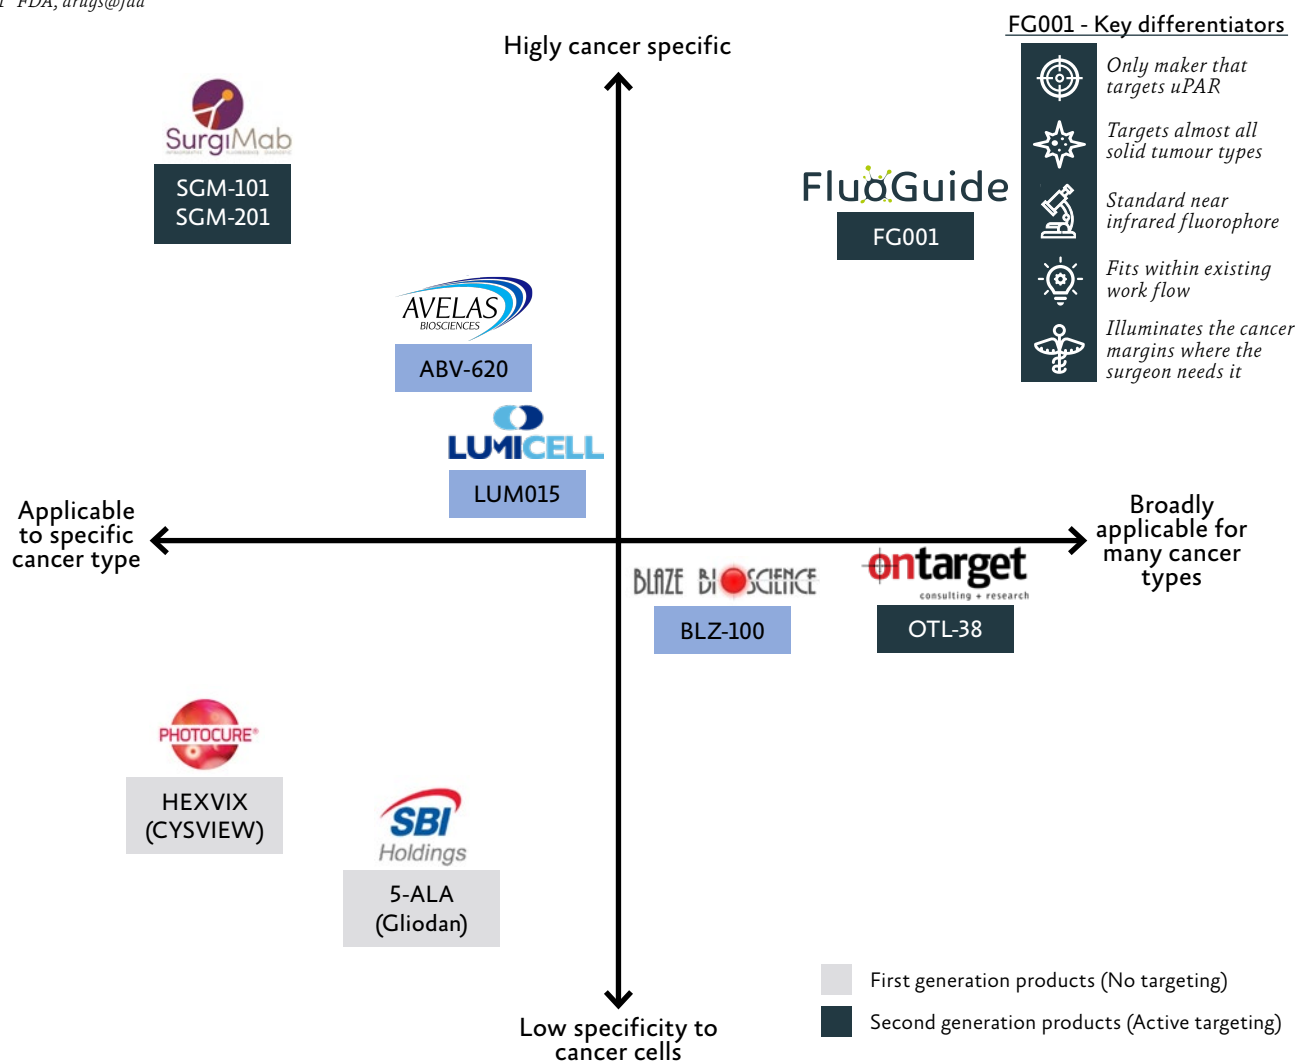 FDA, drugs@fda
FG001 - Key differentiators
Only maker that
targets uPAR
Targets almost all
solid tumour types
Standard near
infrared fluorophore
Fits within existing
work flow
Illuminates the cancer
margins where the
surgeon needs it
Higly cancer specific
SurgiMab
SGM-101
SGM-201
FluoGuide
FG001
AVELAS
BIOSCIENCES
ABV-620
LUMICELL
LUM015
Applicable
to specific
cancer type
Broadly
applicable for
many cancer
types
BLAZE BIOSCIENCE
BLZ-100
ontarget
consulting + research
OTL-38
PHOTOCURE®
HEXVIX
(CYSVIEW)
SBI
Holdings
5-ALA
(Gliodan)
Low specificity to
cancer cells
First generation products (No targeting)
Second generation products (Active targeting)